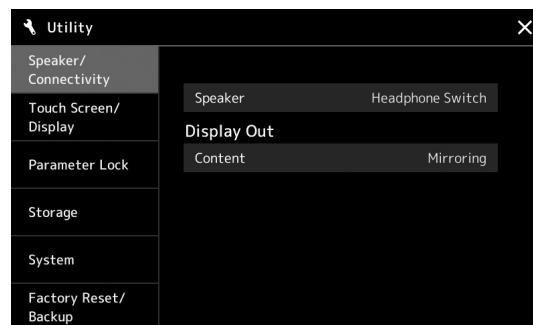 Utility
Speaker/
Connectivity
Touch Screen/
Display
Parameter Lock
Storage
System
Factory Reset/
Backup
Speaker Headphone Switch
Display Out
Content Mirroring